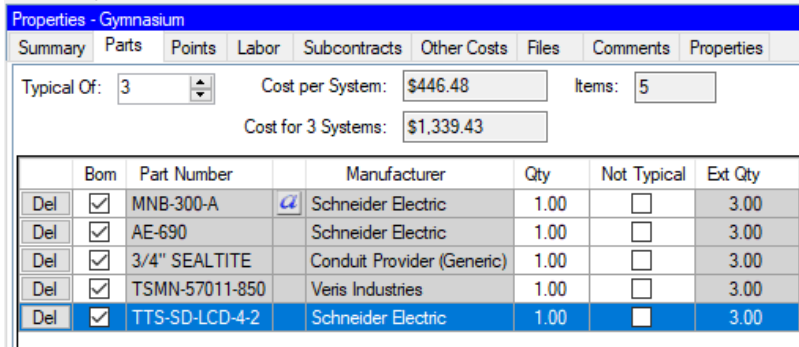 Properties - Gymnasium
Summary Parts Points Labor Subcontracts Other Costs Files Comments Properties
Typical Of: 3 Cost per System: $446.48 Items: 5
Cost for 3 Systems: $1,339.43
Bom Part Number Manufacturer Qty Not Typical Ext Qty
Del MNB-300-A a Schneider Electric 1.00 3.00
Del AE-690 Schneider Electric 1.00 3.00
Del 3/4" SEALTITE Conduit Provider (Generic) 1.00 3.00
Del TSMN-57011-850 Veris Industries 1.00 3.00
Del TTS-SD-LCD-4-2 Schneider Electric 1.00 3.00